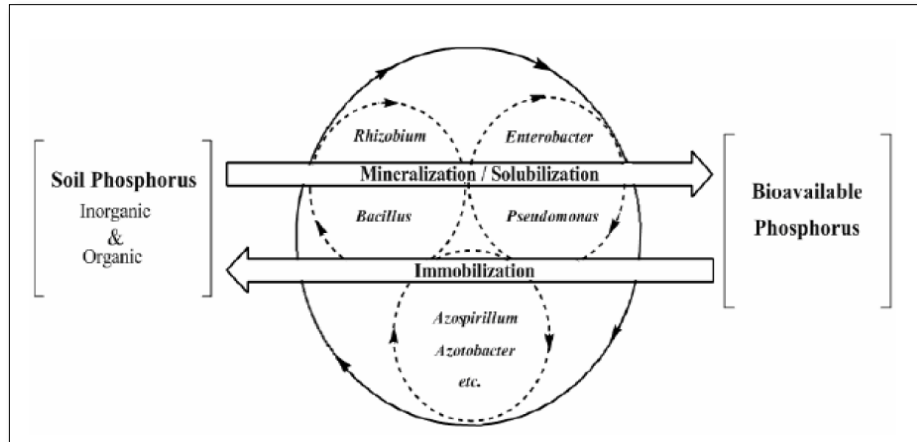 Rhizobium
Enterobacter
Mineralization / Solubilization
Soil Phosphorus
Inorganic
&
Organic
Bacillus
Pseudomonas
Bioavailable
Phosphorus
Immobilization
Azospirillum
Azotobacter
etc.